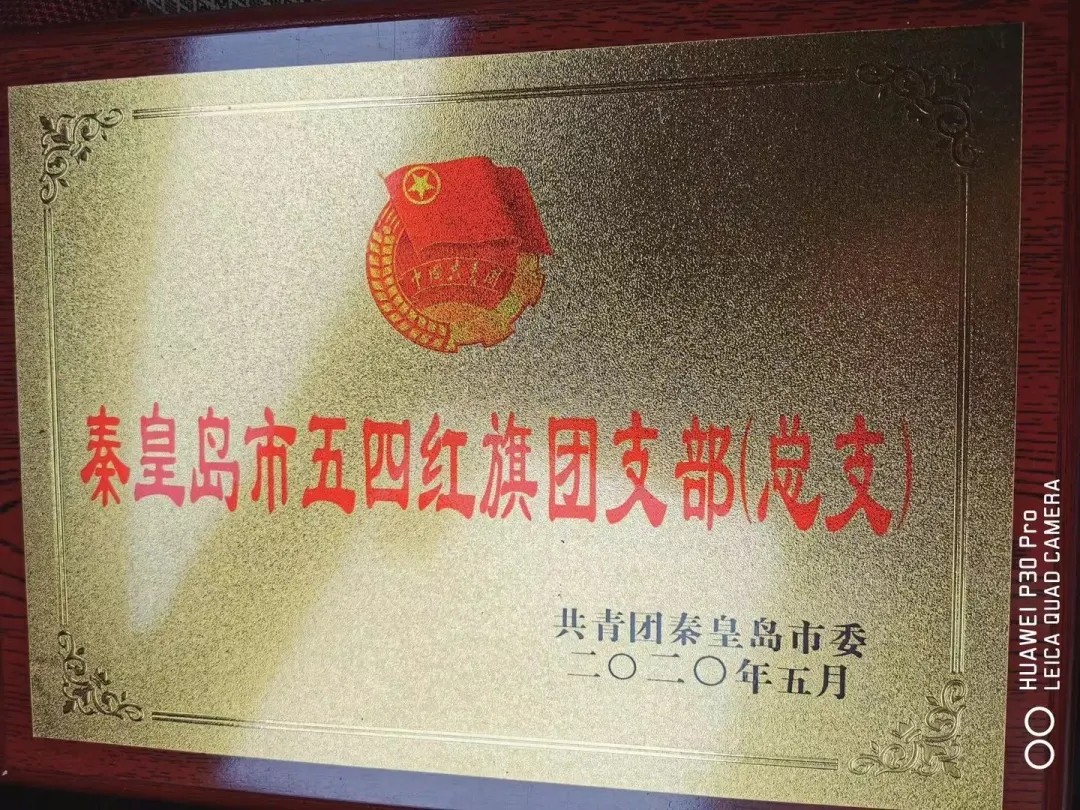 中国共青团
秦皇岛市五四红旗团支部(总支)
共青团秦皇岛市委
二〇二〇年五月
HUAWEI P30 Pro
LEICA QUAD CAMERA